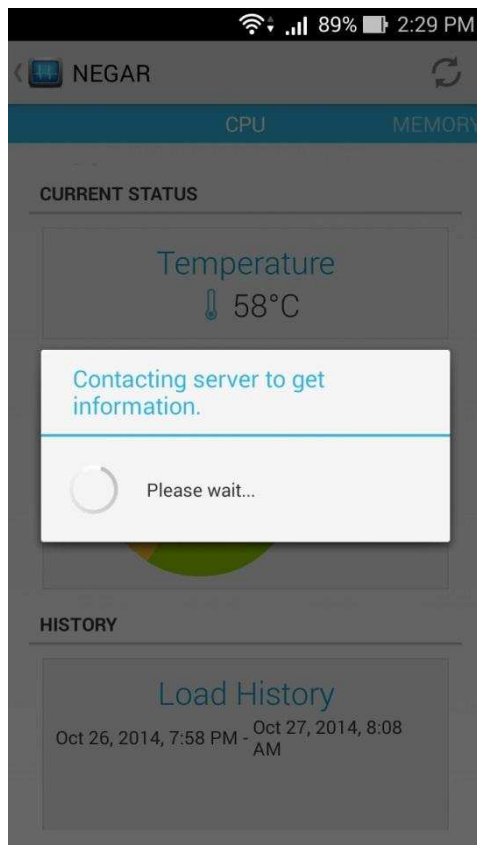 89% 2:29 PM
NEGAR
CPU MEMORY
CURRENT STATUS
Temperature
58°C
Contacting server to get
information.
Please wait...
HISTORY
Load History
Oct 26, 2014, 7:58 PM - Oct 27, 2014, 8:08
AM